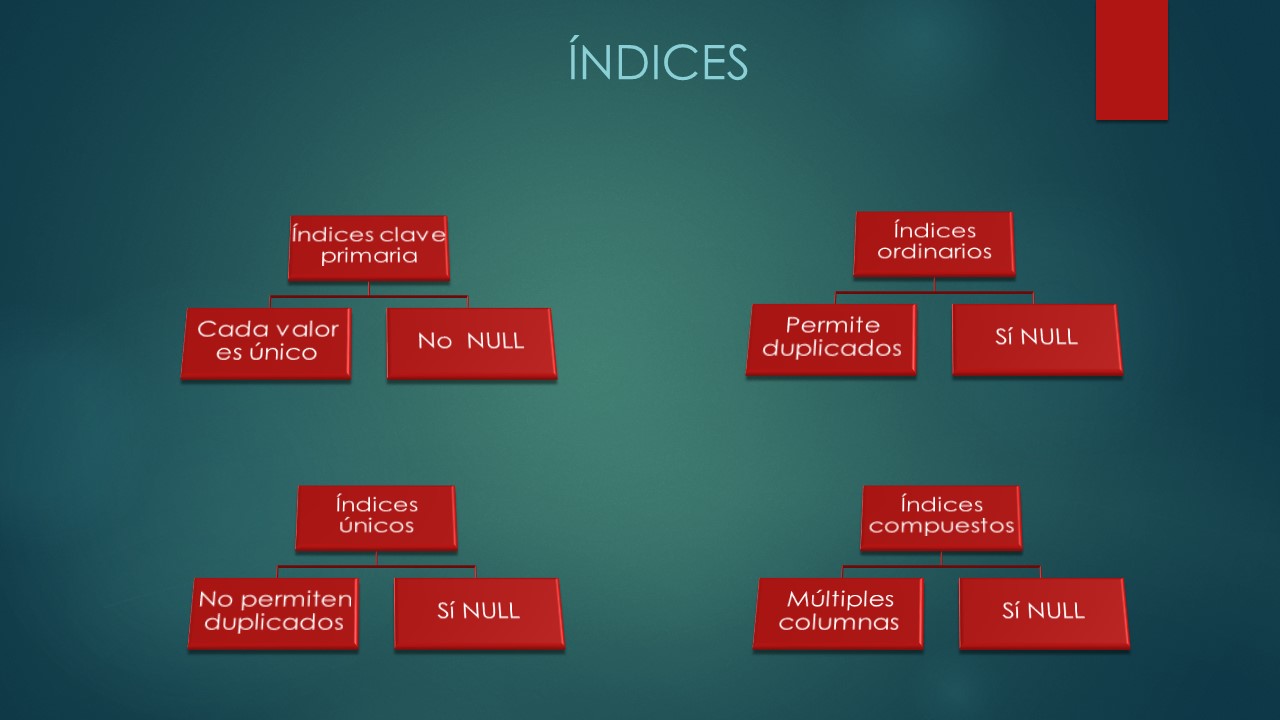 ÍNDICES
Índices clave
primaria
Cada valor
es único
No NULL
Índices
ordinarios
Permite
duplicados
Sí NULL
Índices
únicos
No permiten
duplicados
Sí NULL
Índices
compuestos
Múltiples
columnas
Sí NULL